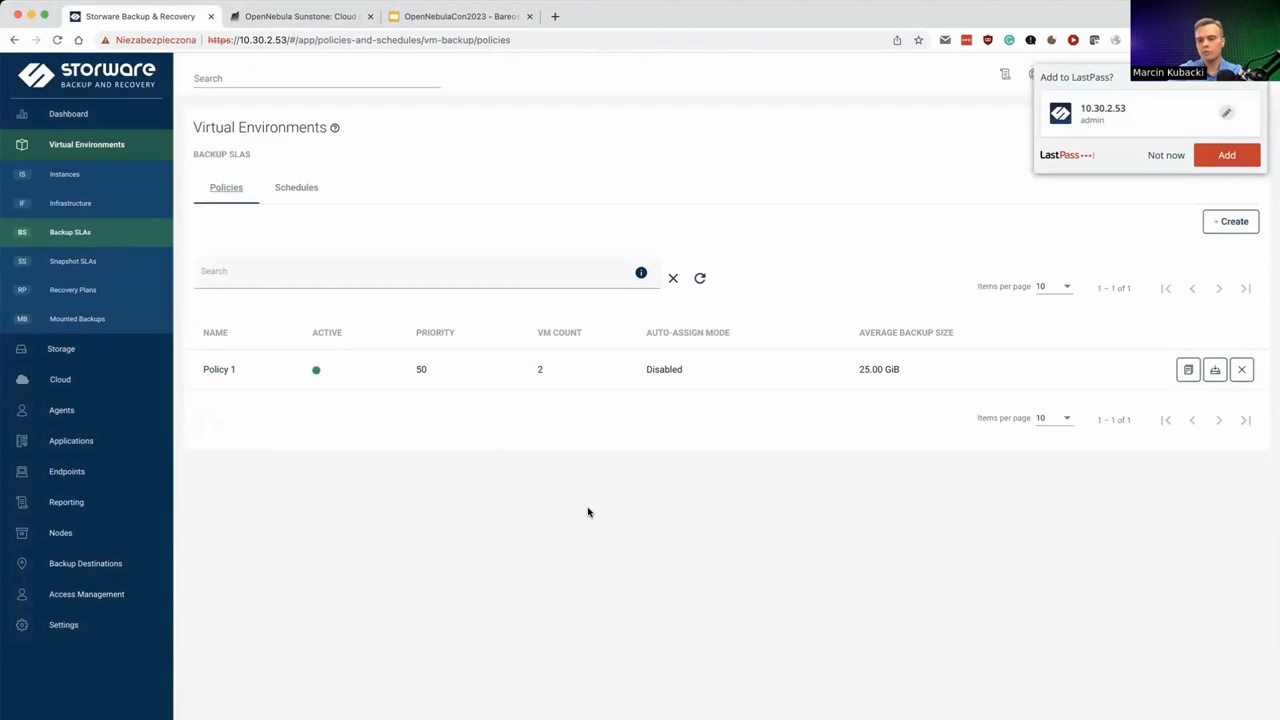 Storware Backup & Recovery
OpenNebula Sunstone: Cloud
OpenNebulaCon2023 - Bareos
Niezabezpieczona
https://10.30.2.53/#/app/policies-and-schedules/vm-backup/policies
Marcin Kubacki
STORWARE
BACKUP AND RECOVERY
Search
Add to LastPass?
10.30.2.53
admin
LastPass
Not now
Add
Dashboard
Virtual Environments
IS Instances
IF Infrastructure
BS Backup SLAs
SS Snapshot SLAs
RP Recovery Plans
MB Mounted Backups
Storage
Cloud
Agents
Applications
Endpoints
Reporting
Nodes
Backup Destinations
Access Management
Settings
Virtual Environments
BACKUP SLAS
Policies Schedules
+ Create
Search
Items per page 10 1 – 1 of 1
NAME ACTIVE PRIORITY VM COUNT AUTO-ASSIGN MODE AVERAGE BACKUP SIZE
Policy 1 50 2 Disabled 25.00 GiB
Items per page 10 1 – 1 of 1